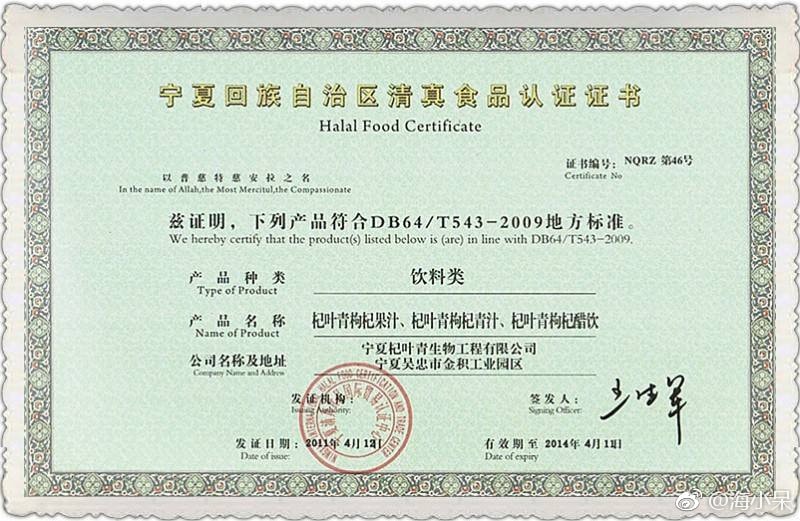 宁夏回族自治区清真食品认证证书
Halal Food Certificate
证书编号: NQRZ 第46号
Certificate No
以普慈特慈安拉之名
In the name of Allah,the Most Mercitul,the Compassionate
兹证明，下列产品符合DB64/T543-2009地方标准。
We hereby certify that the product(s) listed below is (are) in line with DB64/T543-2009.
产品种类 饮料类
Type of Product
产品名称 杞叶青枸杞果汁、杞叶青枸杞青汁、杞叶青枸杞醋饮
Name of Product
宁夏杞叶青生物工程有限公司
公司名称及地址 宁夏吴忠市金积工业园区
Company Name and Address
发证机构: 签发人:
Issuing Authority: Signing Officer:
HALAL FOOD CERTIFICATION AND TRADE CENTER
发证日期: 2011年 4月12日 有效期至 2014年 4月11日
Date of issue: Date of expiry
@海小呆